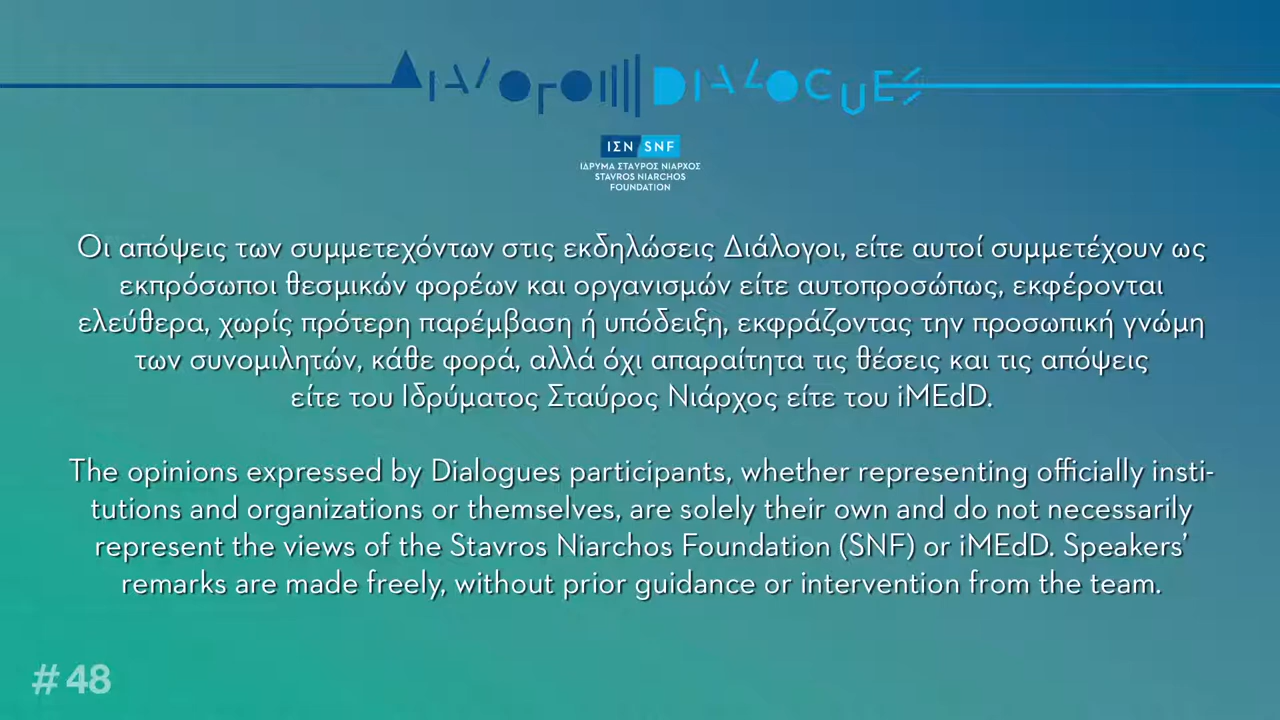 ΔΙΑΛΟΓΟΙ DIALOGUES
ΙΣΝ SNF
ΙΔΡΥΜΑ ΣΤΑΥΡΟΣ ΝΙΑΡΧΟΣ
STAVROS NIARCHOS
FOUNDATION
Οι απόψεις των συμμετεχόντων στις εκδηλώσεις Διάλογοι, είτε αυτοί συμμετέχουν ως
εκπρόσωποι θεσμικών φορέων και οργανισμών είτε αυτοπροσώπως, εκφέρονται
ελεύθερα, χωρίς πρότερη παρέμβαση ή υπόδειξη, εκφράζοντας την προσωπική γνώμη
των συνομιλητών, κάθε φορά, αλλά όχι απαραίτητα τις θέσεις και τις απόψεις
είτε του Ιδρύματος Σταύρος Νιάρχος είτε του iMEdD.
The opinions expressed by Dialogues participants, whether representing officially insti-
tutions and organizations or themselves, are solely their own and do not necessarily
represent the views of the Stavros Niarchos Foundation (SNF) or iMEdD. Speakers’
remarks are made freely, without prior guidance or intervention from the team.
#48